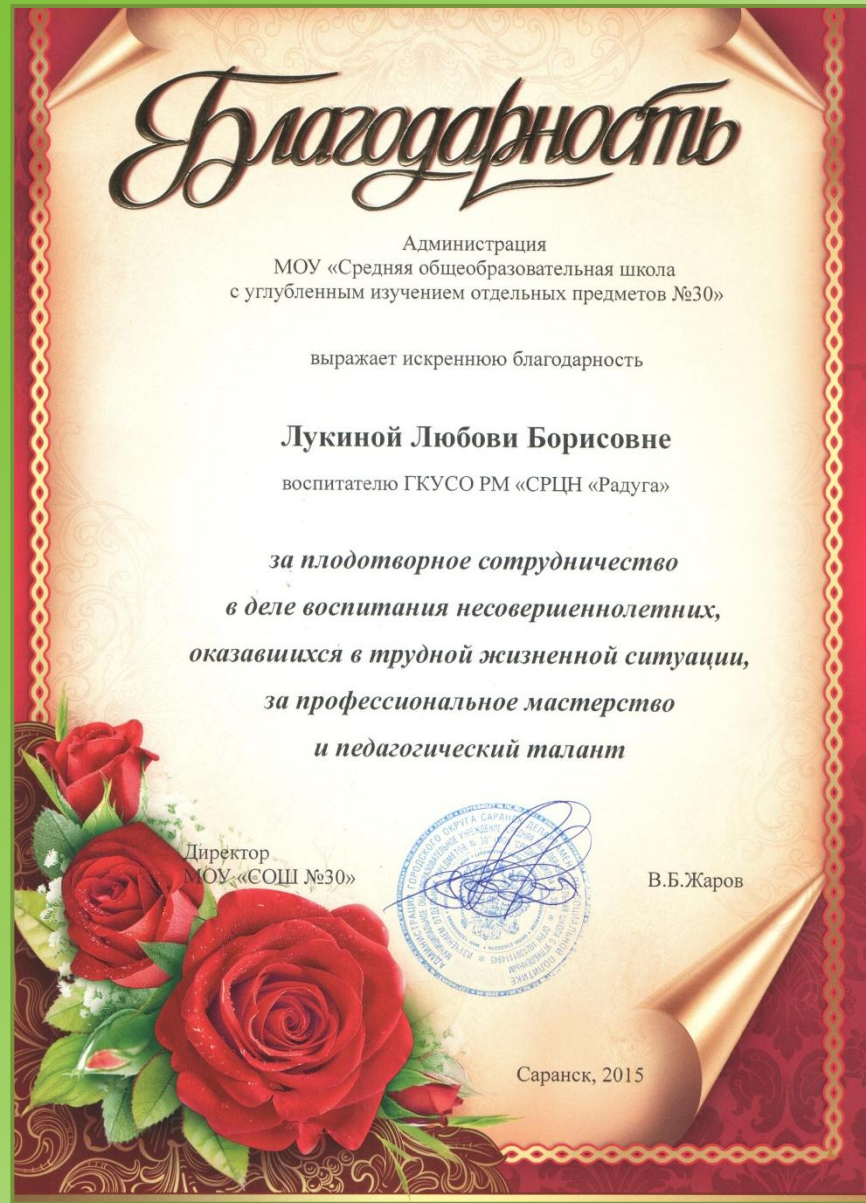 Благодарность
Администрация
МОУ «Средняя общеобразовательная школа
с углубленным изучением отдельных предметов №30»
выражает искреннюю благодарность
Лукиной Любови Борисовне
воспитателю ГКУСО РМ «СРЦН «Радуга»
за плодотворное сотрудничество
в деле воспитания несовершеннолетних,
оказавшихся в трудной жизненной ситуации,
за профессиональное мастерство
и педагогический талант
Директор
МОУ «СОШ №30»
В.Б.Жаров
Саранск, 2015